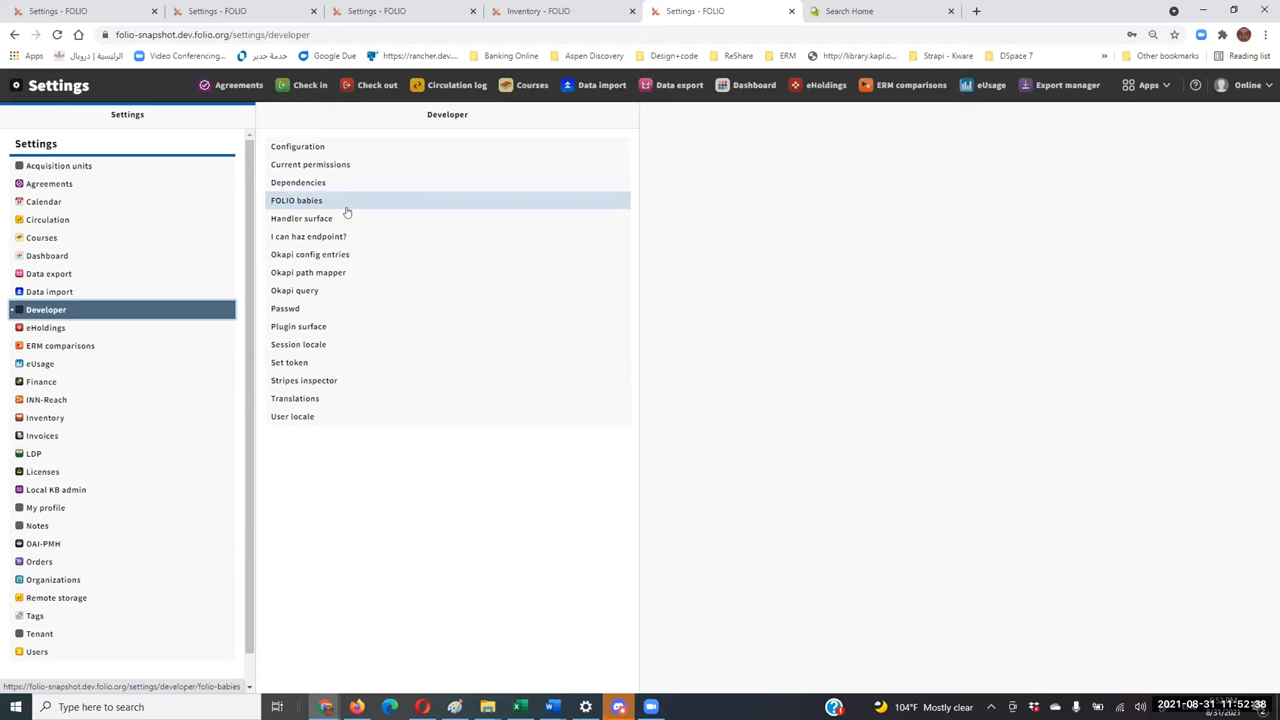 Settings - FOLIO
Settings - FOLIO
Settings - FOLIO
Inventory - FOLIO
Settings - FOLIO
Search Home
folio-snapshot.dev.folio.org/settings/developer
Apps
الرئيسية | دروبال
Video Conferencing...
Google Due
خدمة جدير
https://rancher.dev....
Banking Online
Aspen Discovery
Design+code
ReShare
ERM
http://library.kapl.o...
Strapi - Kware
DSpace 7
»
Other bookmarks
Reading list
Settings
Agreements
Check in
Check out
Circulation log
Courses
Data import
Data export
Dashboard
eHoldings
ERM comparisons
eUsage
Export manager
Apps
Online
Settings
Settings
Acquisition units
Agreements
Calendar
Circulation
Courses
Dashboard
Data export
Data import
Developer
eHoldings
ERM comparisons
eUsage
Finance
INN-Reach
Inventory
Invoices
LDP
Licenses
Local KB admin
My profile
Notes
OAI-PMH
Orders
Organizations
Remote storage
Tags
Tenant
Users
Developer
Configuration
Current permissions
Dependencies
FOLIO babies
Handler surface
I can haz endpoint?
Okapi config entries
Okapi path mapper
Okapi query
Passwd
Plugin surface
Session locale
Set token
Stripes inspector
Translations
User locale
https://folio-snapshot.dev.folio.org/settings/developer/folio-babies
Type here to search
104°F Mostly clear
2021-08-31 11:52:38
8/31/2021